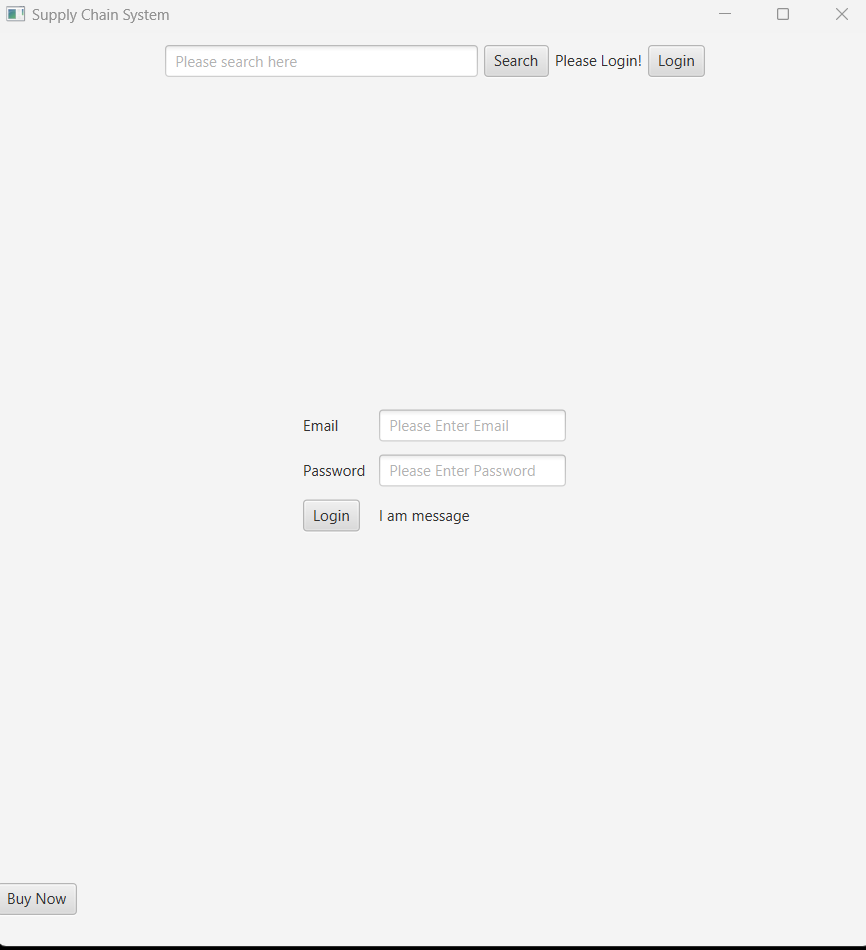 Supply Chain System
Please search here Search Please Login! Login
Email Please Enter Email
Password Please Enter Password
Login I am message
Buy Now